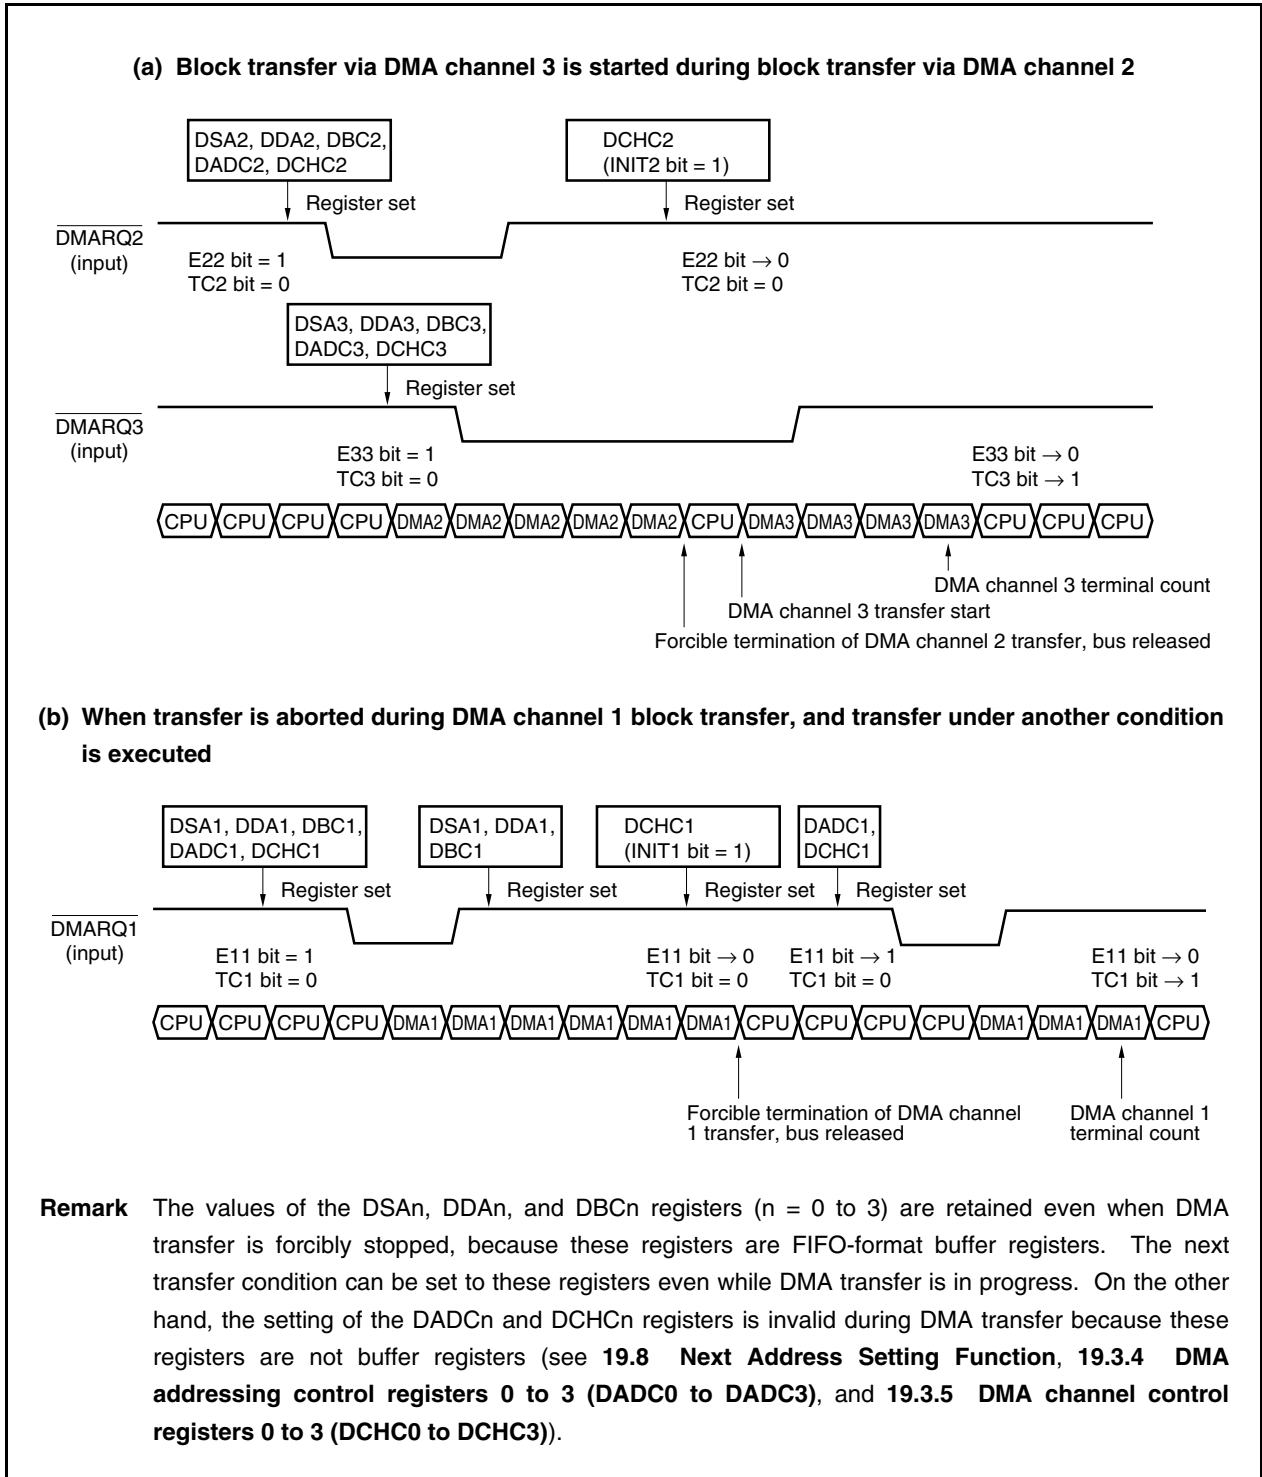 (a) Block transfer via DMA channel 3 is started during block transfer via DMA channel 2
DSA2, DDA2, DBC2,
DADC2, DCHC2
DCHC2
(INIT2 bit = 1)
Register set
Register set
DMARQ2
(input)
E22 bit = 1
TC2 bit = 0
E22 bit → 0
TC2 bit = 0
DSA3, DDA3, DBC3,
DADC3, DCHC3
Register set
DMARQ3
(input)
E33 bit = 1
TC3 bit = 0
E33 bit → 0
TC3 bit → 1
CPU CPU CPU CPU DMA2 DMA2 DMA2 DMA2 DMA2 CPU DMA3 DMA3 DMA3 DMA3 CPU CPU CPU
DMA channel 3 terminal count
DMA channel 3 transfer start
Forcible termination of DMA channel 2 transfer, bus released
(b) When transfer is aborted during DMA channel 1 block transfer, and transfer under another condition
is executed
DSA1, DDA1, DBC1,
DADC1, DCHC1
DSA1, DDA1,
DBC1
DCHC1
(INIT1 bit = 1)
DADC1,
DCHC1
Register set
Register set
Register set
Register set
DMARQ1
(input)
E11 bit = 1
TC1 bit = 0
E11 bit → 0
TC1 bit = 0
E11 bit → 1
TC1 bit = 0
E11 bit → 0
TC1 bit → 1
CPU CPU CPU CPU DMA1 DMA1 DMA1 DMA1 DMA1 DMA1 CPU CPU CPU CPU DMA1 DMA1 DMA1 CPU
Forcible termination of DMA channel
1 transfer, bus released
DMA channel 1
terminal count
Remark The values of the DSAn, DDAn, and DBCn registers (n = 0 to 3) are retained even when DMA
transfer is forcibly stopped, because these registers are FIFO-format buffer registers. The next
transfer condition can be set to these registers even while DMA transfer is in progress. On the other
hand, the setting of the DADCn and DCHCn registers is invalid during DMA transfer because these
registers are not buffer registers (see 19.8 Next Address Setting Function, 19.3.4 DMA
addressing control registers 0 to 3 (DADC0 to DADC3), and 19.3.5 DMA channel control
registers 0 to 3 (DCHC0 to DCHC3)).